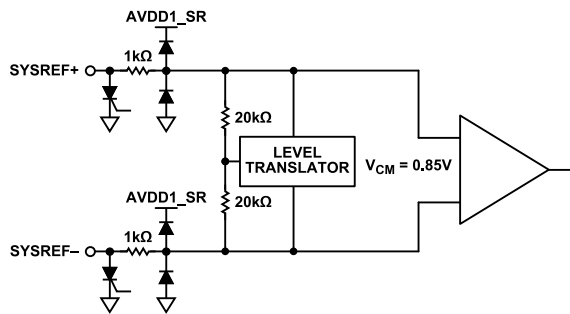 AVDD1_SR
1kΩ
SYSREF+
20kΩ
LEVEL
TRANSLATOR
VCM = 0.85V
20kΩ
AVDD1_SR
1kΩ
SYSREF–